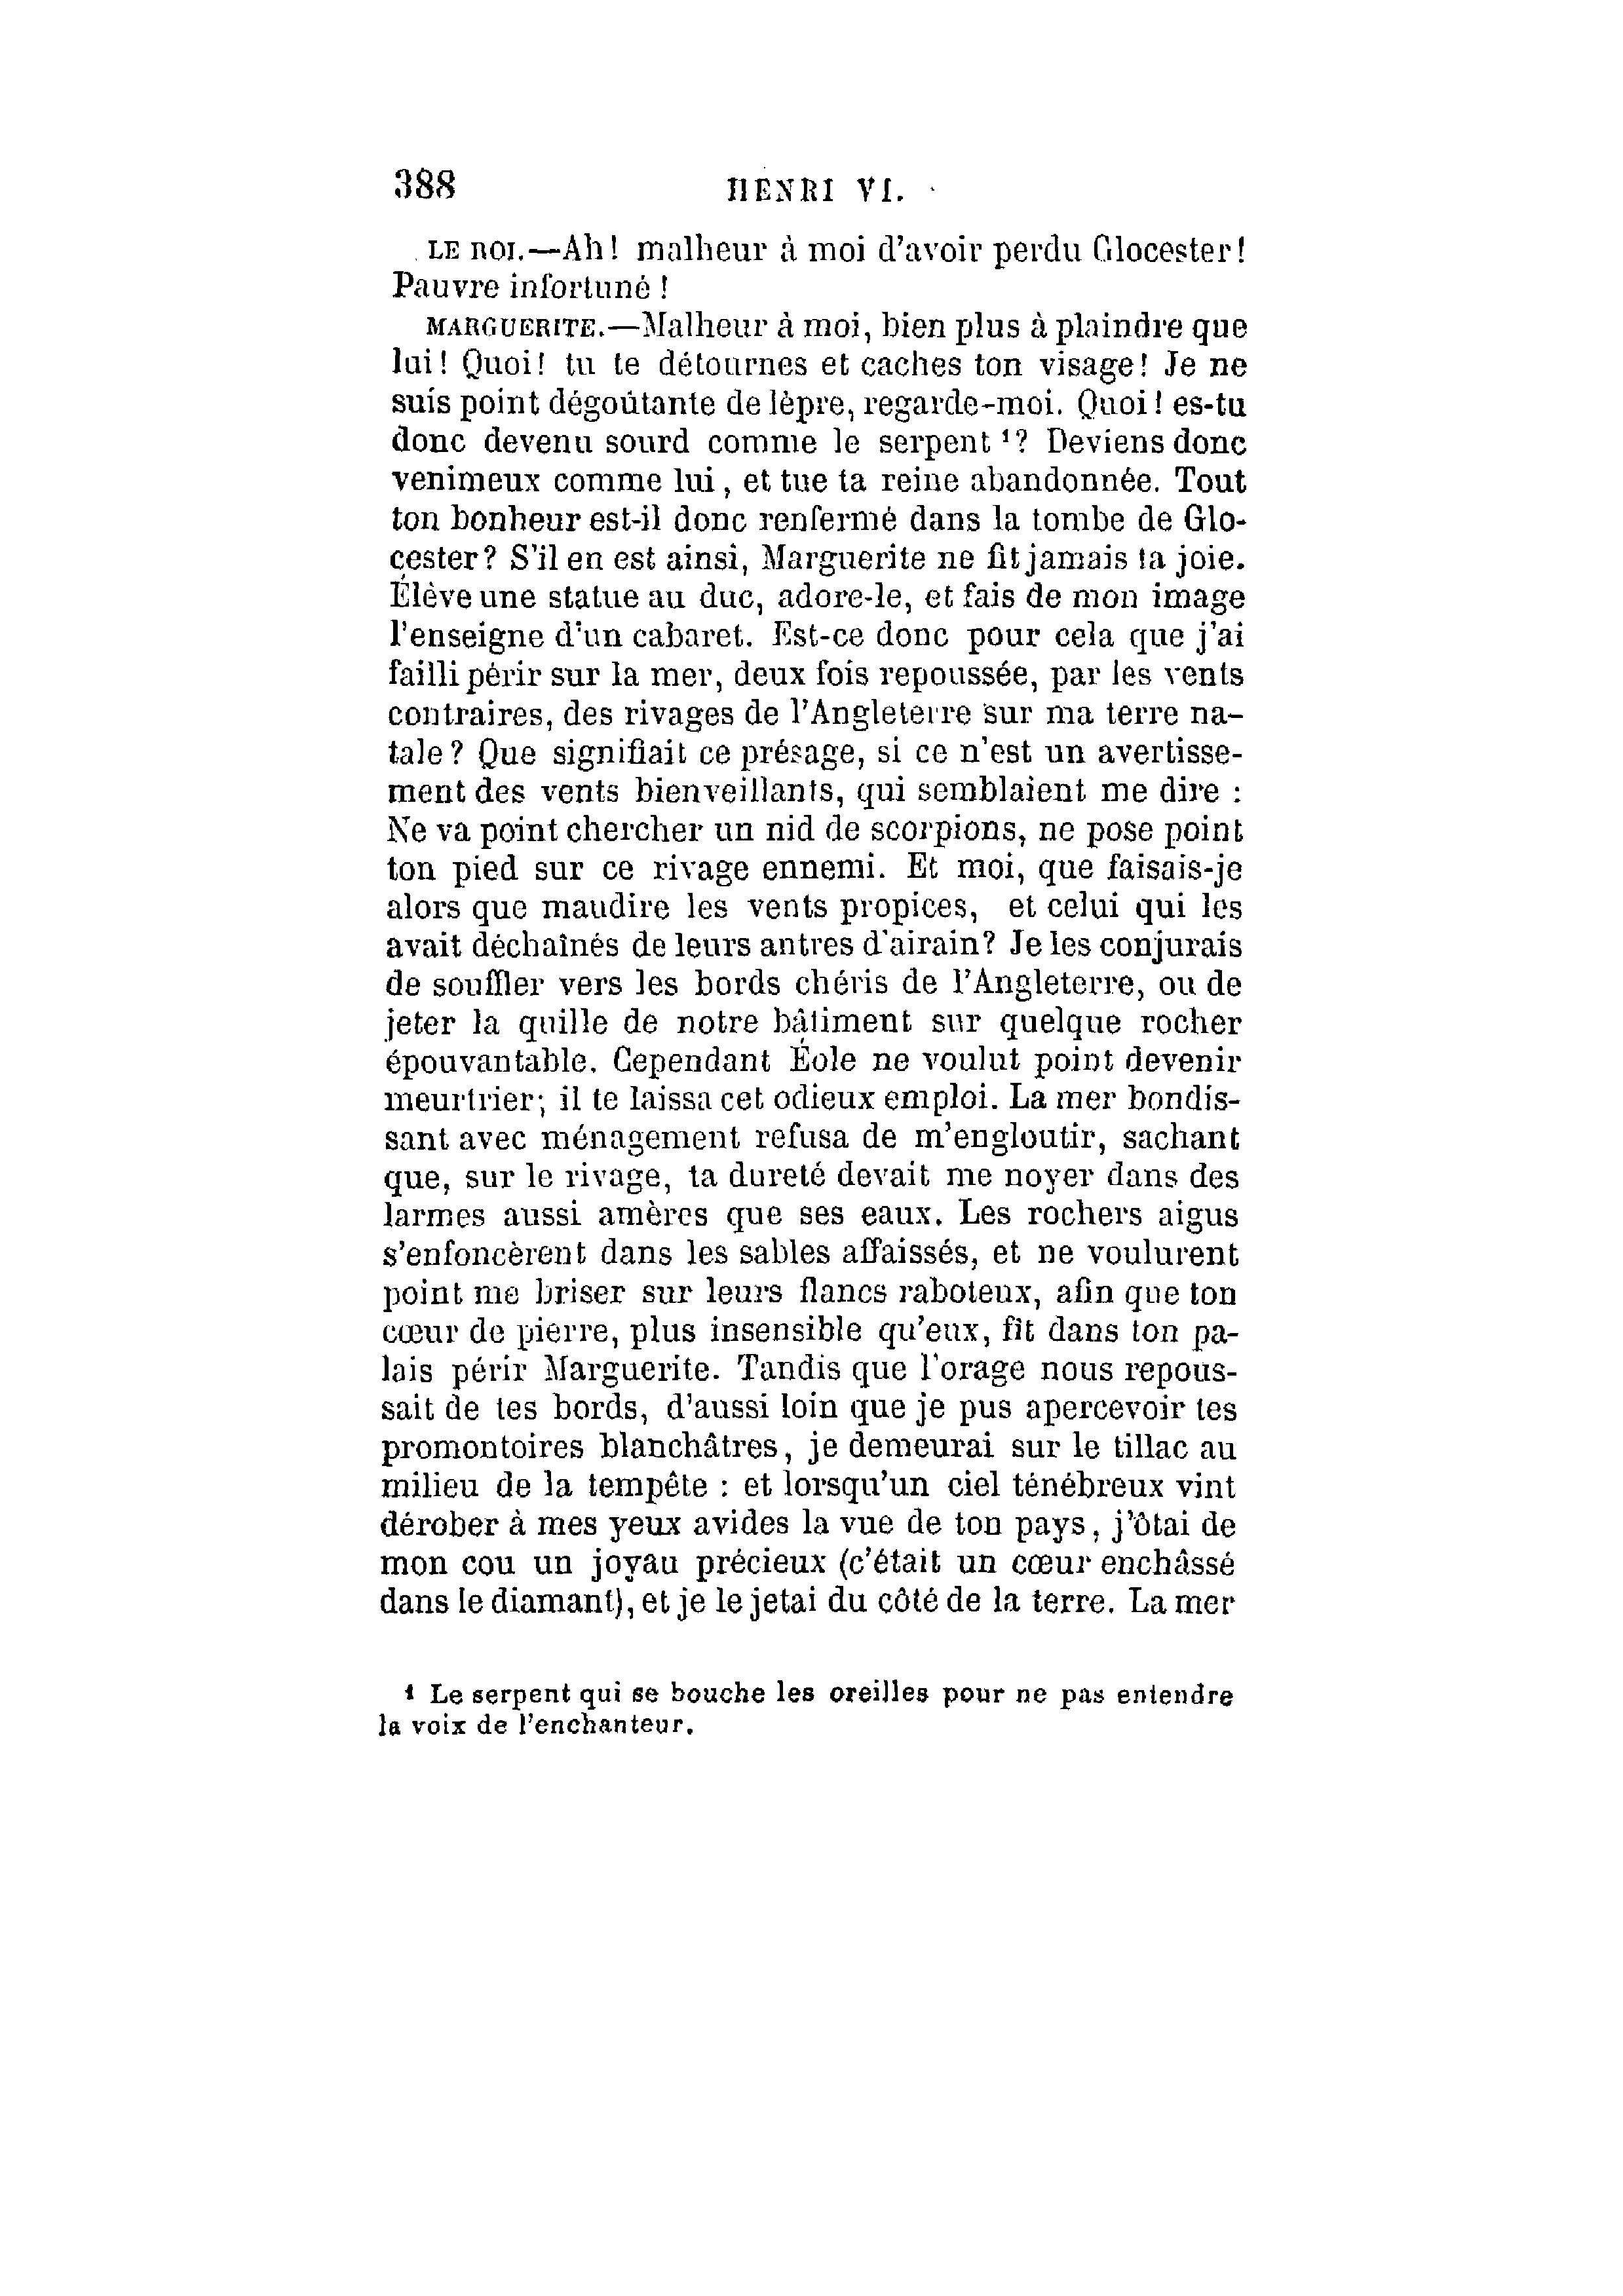 388 HENRI VI.
LE ROI.—Ah! malheur à moi d'avoir perdu Glocester!
Pauvre infortuné !
MARGUERITE.—Malheur à moi, bien plus à plaindre que
lui! Quoi! tu te détournes et caches ton visage! Je ne
suis point dégoûtante de lèpre, regarde-moi. Quoi! es-tu
donc devenu sourd comme le serpent ¹? Deviens donc
venimeux comme lui, et tue ta reine abandonnée. Tout
ton bonheur est-il donc renfermé dans la tombe de Glo-
cester? S'il en est ainsi, Marguerite ne fit jamais ta joie.
Élève une statue au duc, adore-le, et fais de mon image
l'enseigne d'un cabaret. Est-ce donc pour cela que j'ai
failli périr sur la mer, deux fois repoussée, par les vents
contraires, des rivages de l'Angleterre sur ma terre na-
tale? Que signifiait ce présage, si ce n'est un avertisse-
ment des vents bienveillants, qui semblaient me dire :
Ne va point chercher un nid de scorpions, ne pose point
ton pied sur ce rivage ennemi. Et moi, que faisais-je
alors que maudire les vents propices, et celui qui les
avait déchaînés de leurs antres d'airain? Je les conjurais
de souffler vers les bords chéris de l'Angleterre, ou de
jeter la quille de notre bâtiment sur quelque rocher
épouvantable. Cependant Éole ne voulut point devenir
meurtrier; il te laissa cet odieux emploi. La mer bondis-
sant avec ménagement refusa de m'engloutir, sachant
que, sur le rivage, ta dureté devait me noyer dans des
larmes aussi amères que ses eaux. Les rochers aigus
s'enfoncèrent dans les sables affaissés, et ne voulurent
point me briser sur leurs flancs raboteux, afin que ton
cœur de pierre, plus insensible qu'eux, fît dans ton pa-
lais périr Marguerite. Tandis que l'orage nous repous-
sait de tes bords, d'aussi loin que je pus apercevoir tes
promontoires blanchâtres, je demeurai sur le tillac au
milieu de la tempête : et lorsqu'un ciel ténébreux vint
dérober à mes yeux avides la vue de ton pays, j'ôtai de
mon cou un joyau précieux (c'était un cœur enchâssé
dans le diamant), et je le jetai du côté de la terre. La mer
¹ Le serpent qui se bouche les oreilles pour ne pas entendre
la voix de l'enchanteur.